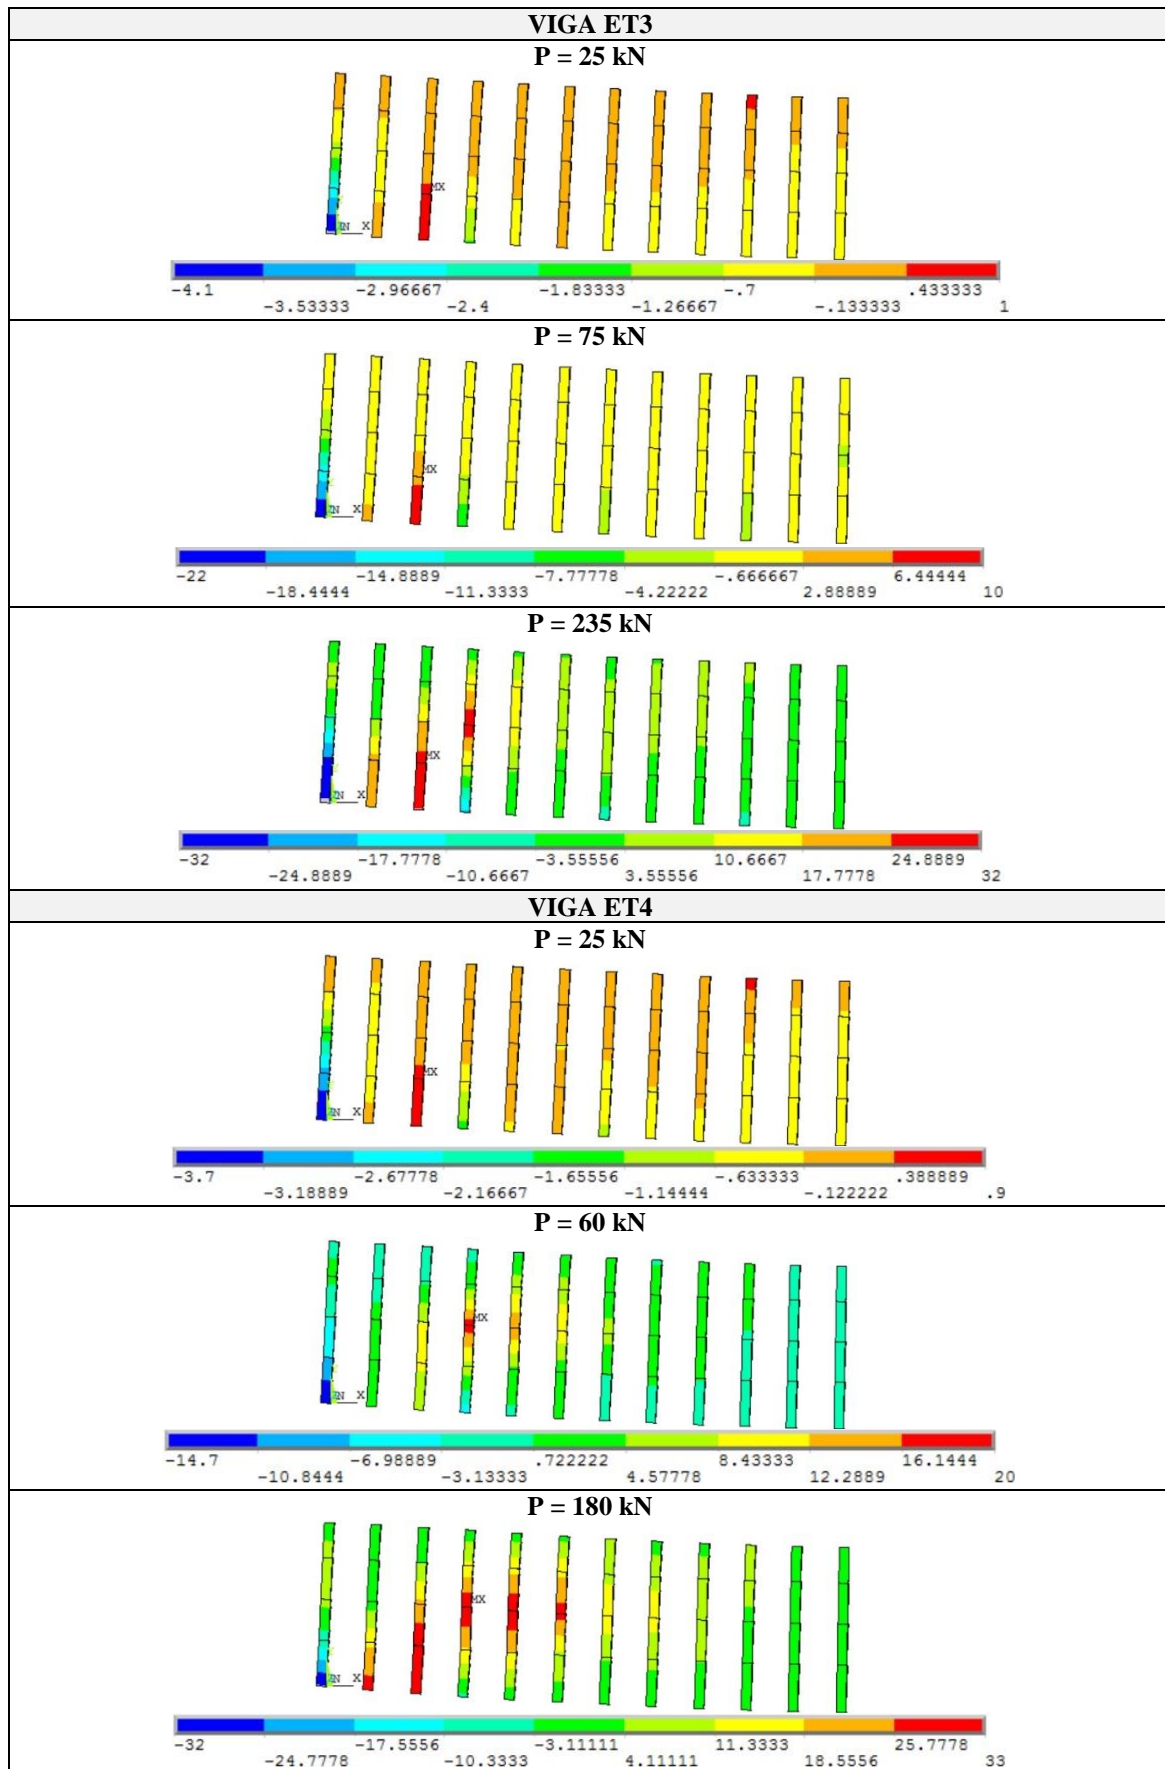 VIGA ET3
P = 25 kN
MX
N X
-4.1 -2.96667 -1.83333 -.7 .433333
-3.53333 -2.4 -1.26667 -.133333 1
P = 75 kN
MX
N X
-22 -14.8889 -7.77778 -.666667 6.44444
-18.4444 -11.3333 -4.22222 2.88889 10
P = 235 kN
MX
N X
-32 -17.7778 -3.55556 10.6667 24.8889
-24.8889 -10.6667 3.55556 17.7778 32
VIGA ET4
P = 25 kN
MX
N X
-3.7 -2.67778 -1.65556 -.633333 .388889
-3.18889 -2.16667 -1.14444 -.122222 .9
P = 60 kN
MX
N X
-14.7 -6.98889 .722222 8.43333 16.1444
-10.8444 -3.13333 4.57778 12.2889 20
P = 180 kN
MX
N X
-32 -17.5556 -3.11111 11.3333 25.7778
-24.7778 -10.3333 4.11111 18.5556 33